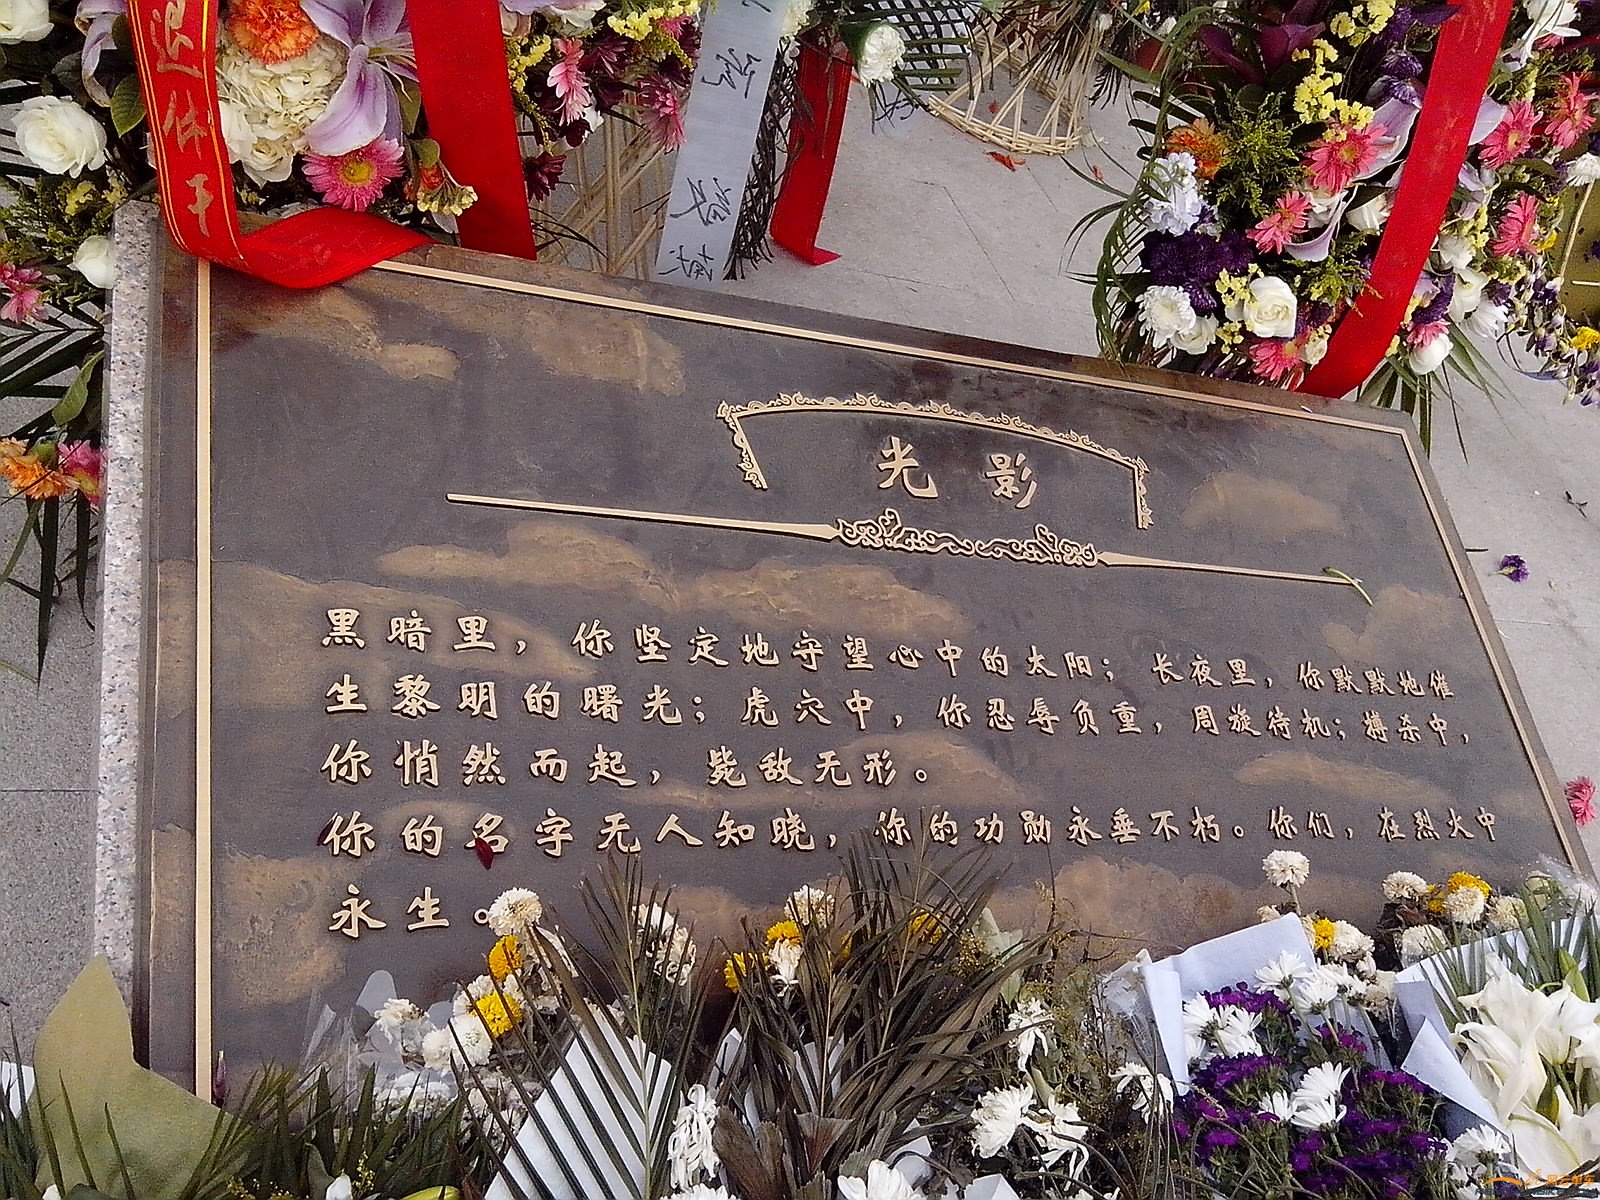 退休干
光影
黑暗里，你坚定地守望心中的太阳；长夜里，你默默地催
生黎明的曙光；虎穴中，你忍辱负重，周旋待机；搏杀中，
你悄然而起，毙敌无形。
你的名字无人知晓，你的功勋永垂不朽。你们，在烈火中
永生。